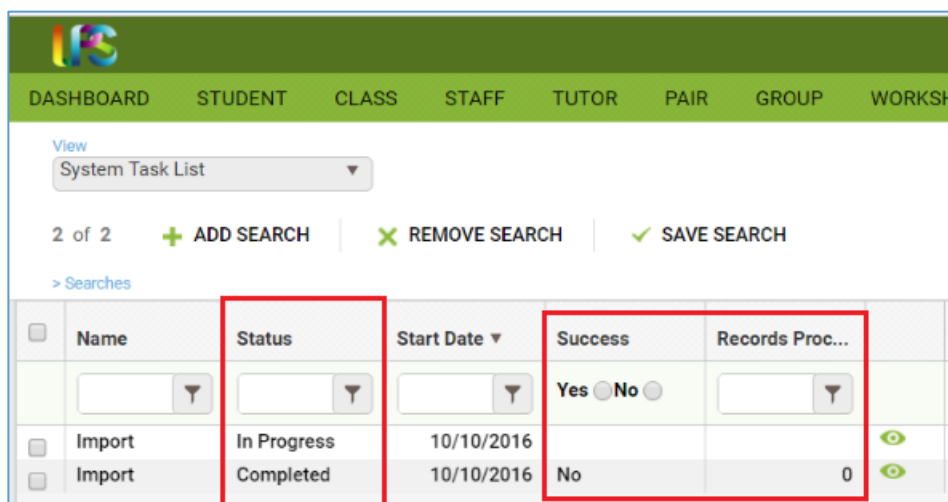 LPS
DASHBOARD STUDENT CLASS STAFF TUTOR PAIR GROUP WORKSH
View
System Task List
2 of 2 ADD SEARCH REMOVE SEARCH SAVE SEARCH
> Searches
Name Status Start Date Success Records Proc...
Yes No
Import In Progress 10/10/2016
Import Completed 10/10/2016 No 0